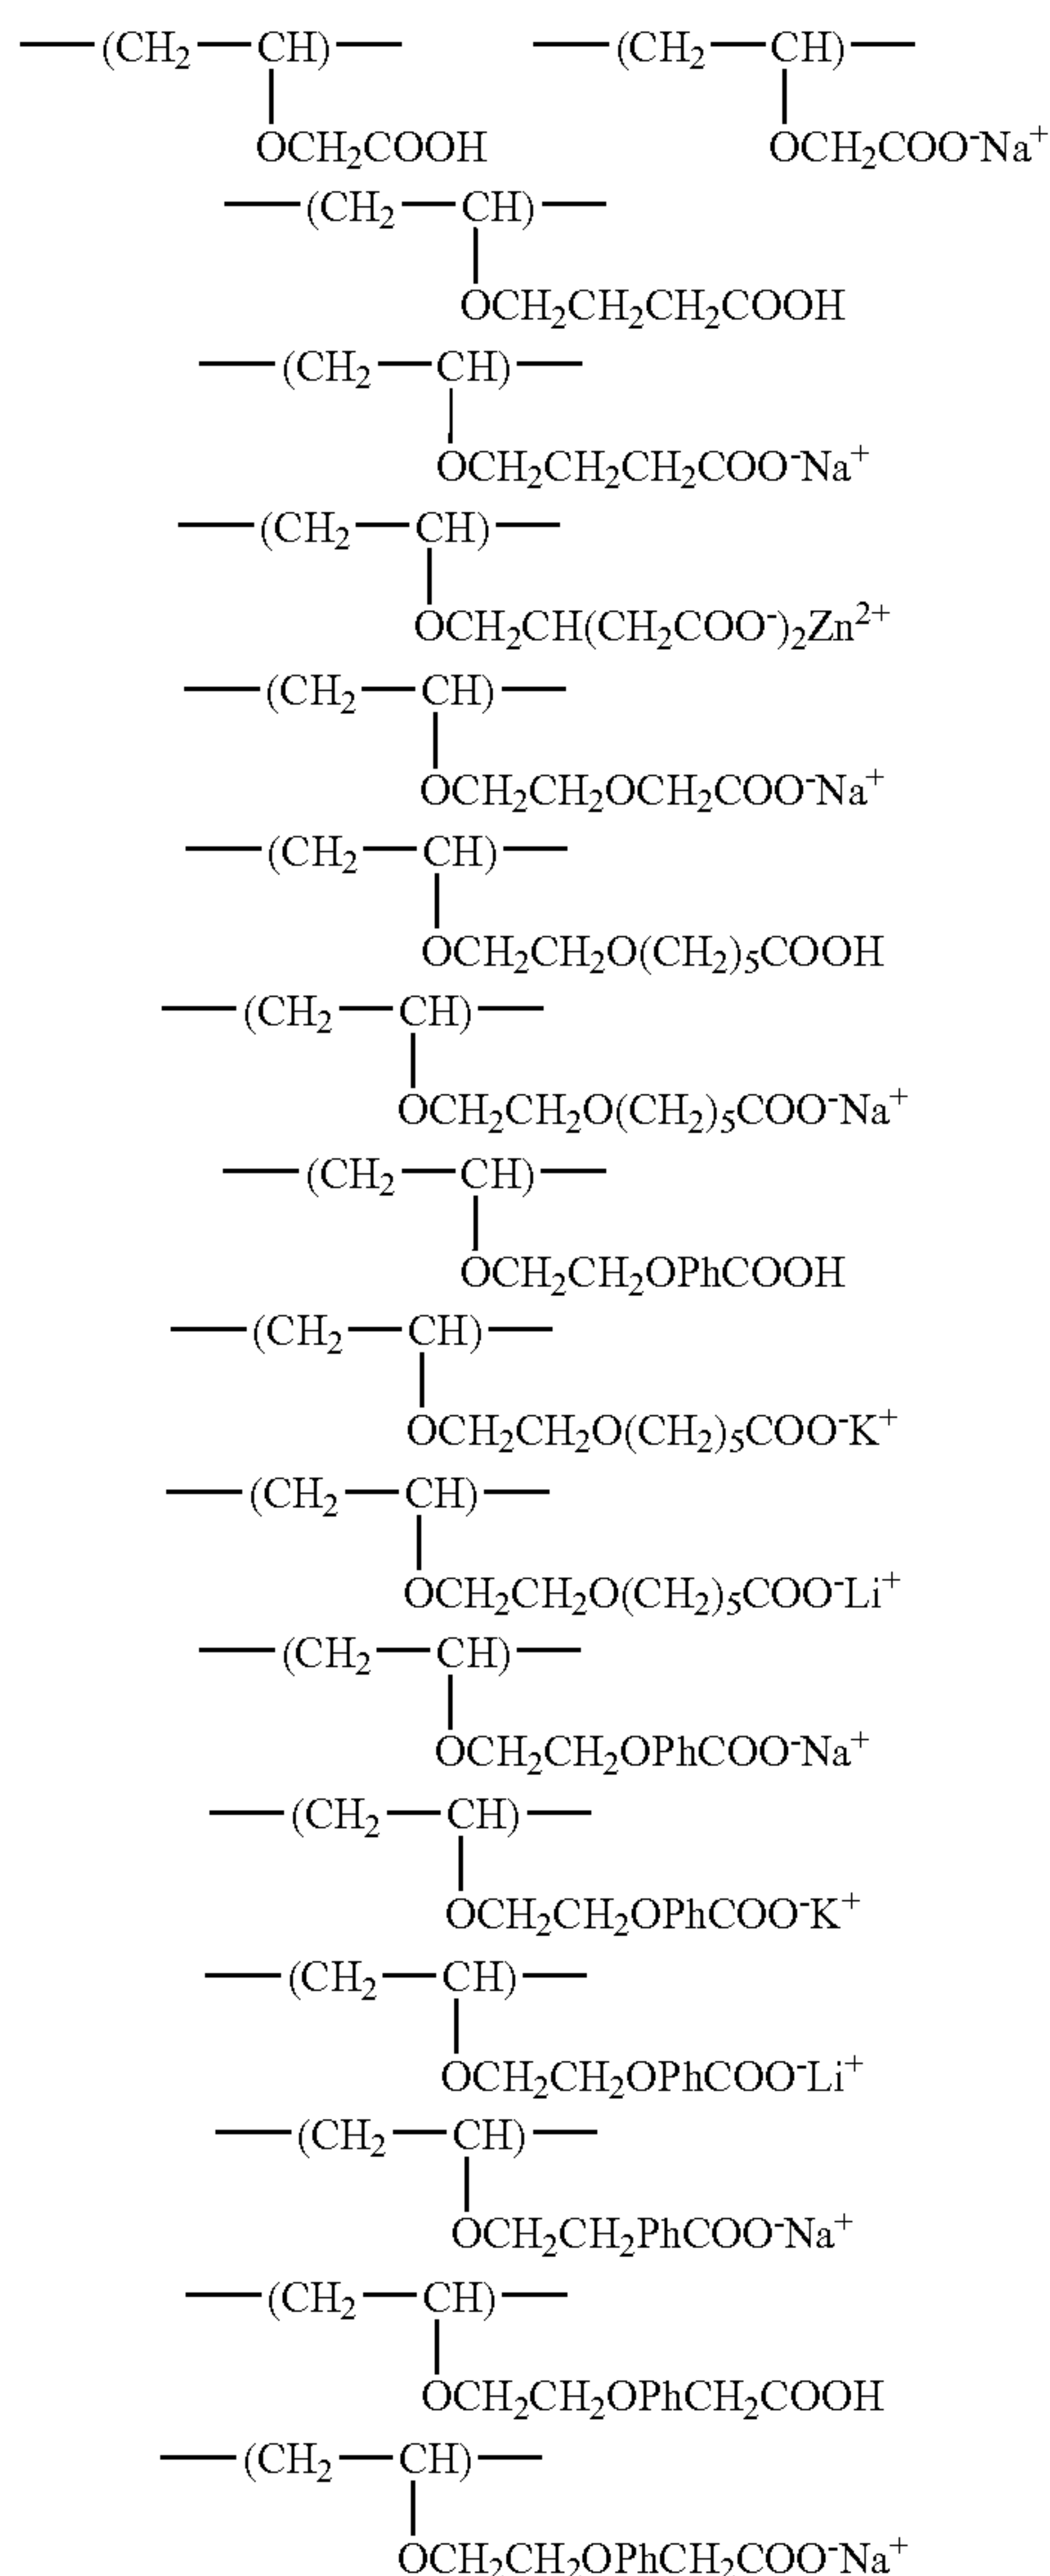 —(CH₂—CH)— —(CH₂—CH)—
OCH₂COOH OCH₂COO⁻Na⁺
—(CH₂—CH)—
OCH₂CH₂CH₂COOH
—(CH₂—CH)—
OCH₂CH₂CH₂COO⁻Na⁺
—(CH₂—CH)—
OCH₂CH(CH₂COO⁻)₂Zn²⁺
—(CH₂—CH)—
OCH₂CH₂OCH₂COO⁻Na⁺
—(CH₂—CH)—
OCH₂CH₂O(CH₂)₅COOH
—(CH₂—CH)—
OCH₂CH₂O(CH₂)₅COO⁻Na⁺
—(CH₂—CH)—
OCH₂CH₂OPhCOOH
—(CH₂—CH)—
OCH₂CH₂O(CH₂)₅COO⁻K⁺
—(CH₂—CH)—
OCH₂CH₂O(CH₂)₅COO⁻Li⁺
—(CH₂—CH)—
OCH₂CH₂OPhCOO⁻Na⁺
—(CH₂—CH)—
OCH₂CH₂OPhCOO⁻K⁺
—(CH₂—CH)—
OCH₂CH₂OPhCOO⁻Li⁺
—(CH₂—CH)—
OCH₂CH₂PhCOO⁻Na⁺
—(CH₂—CH)—
OCH₂CH₂OPhCH₂COOH
—(CH₂—CH)—
OCH₂CH₂OPhCH₂COO⁻Na⁺